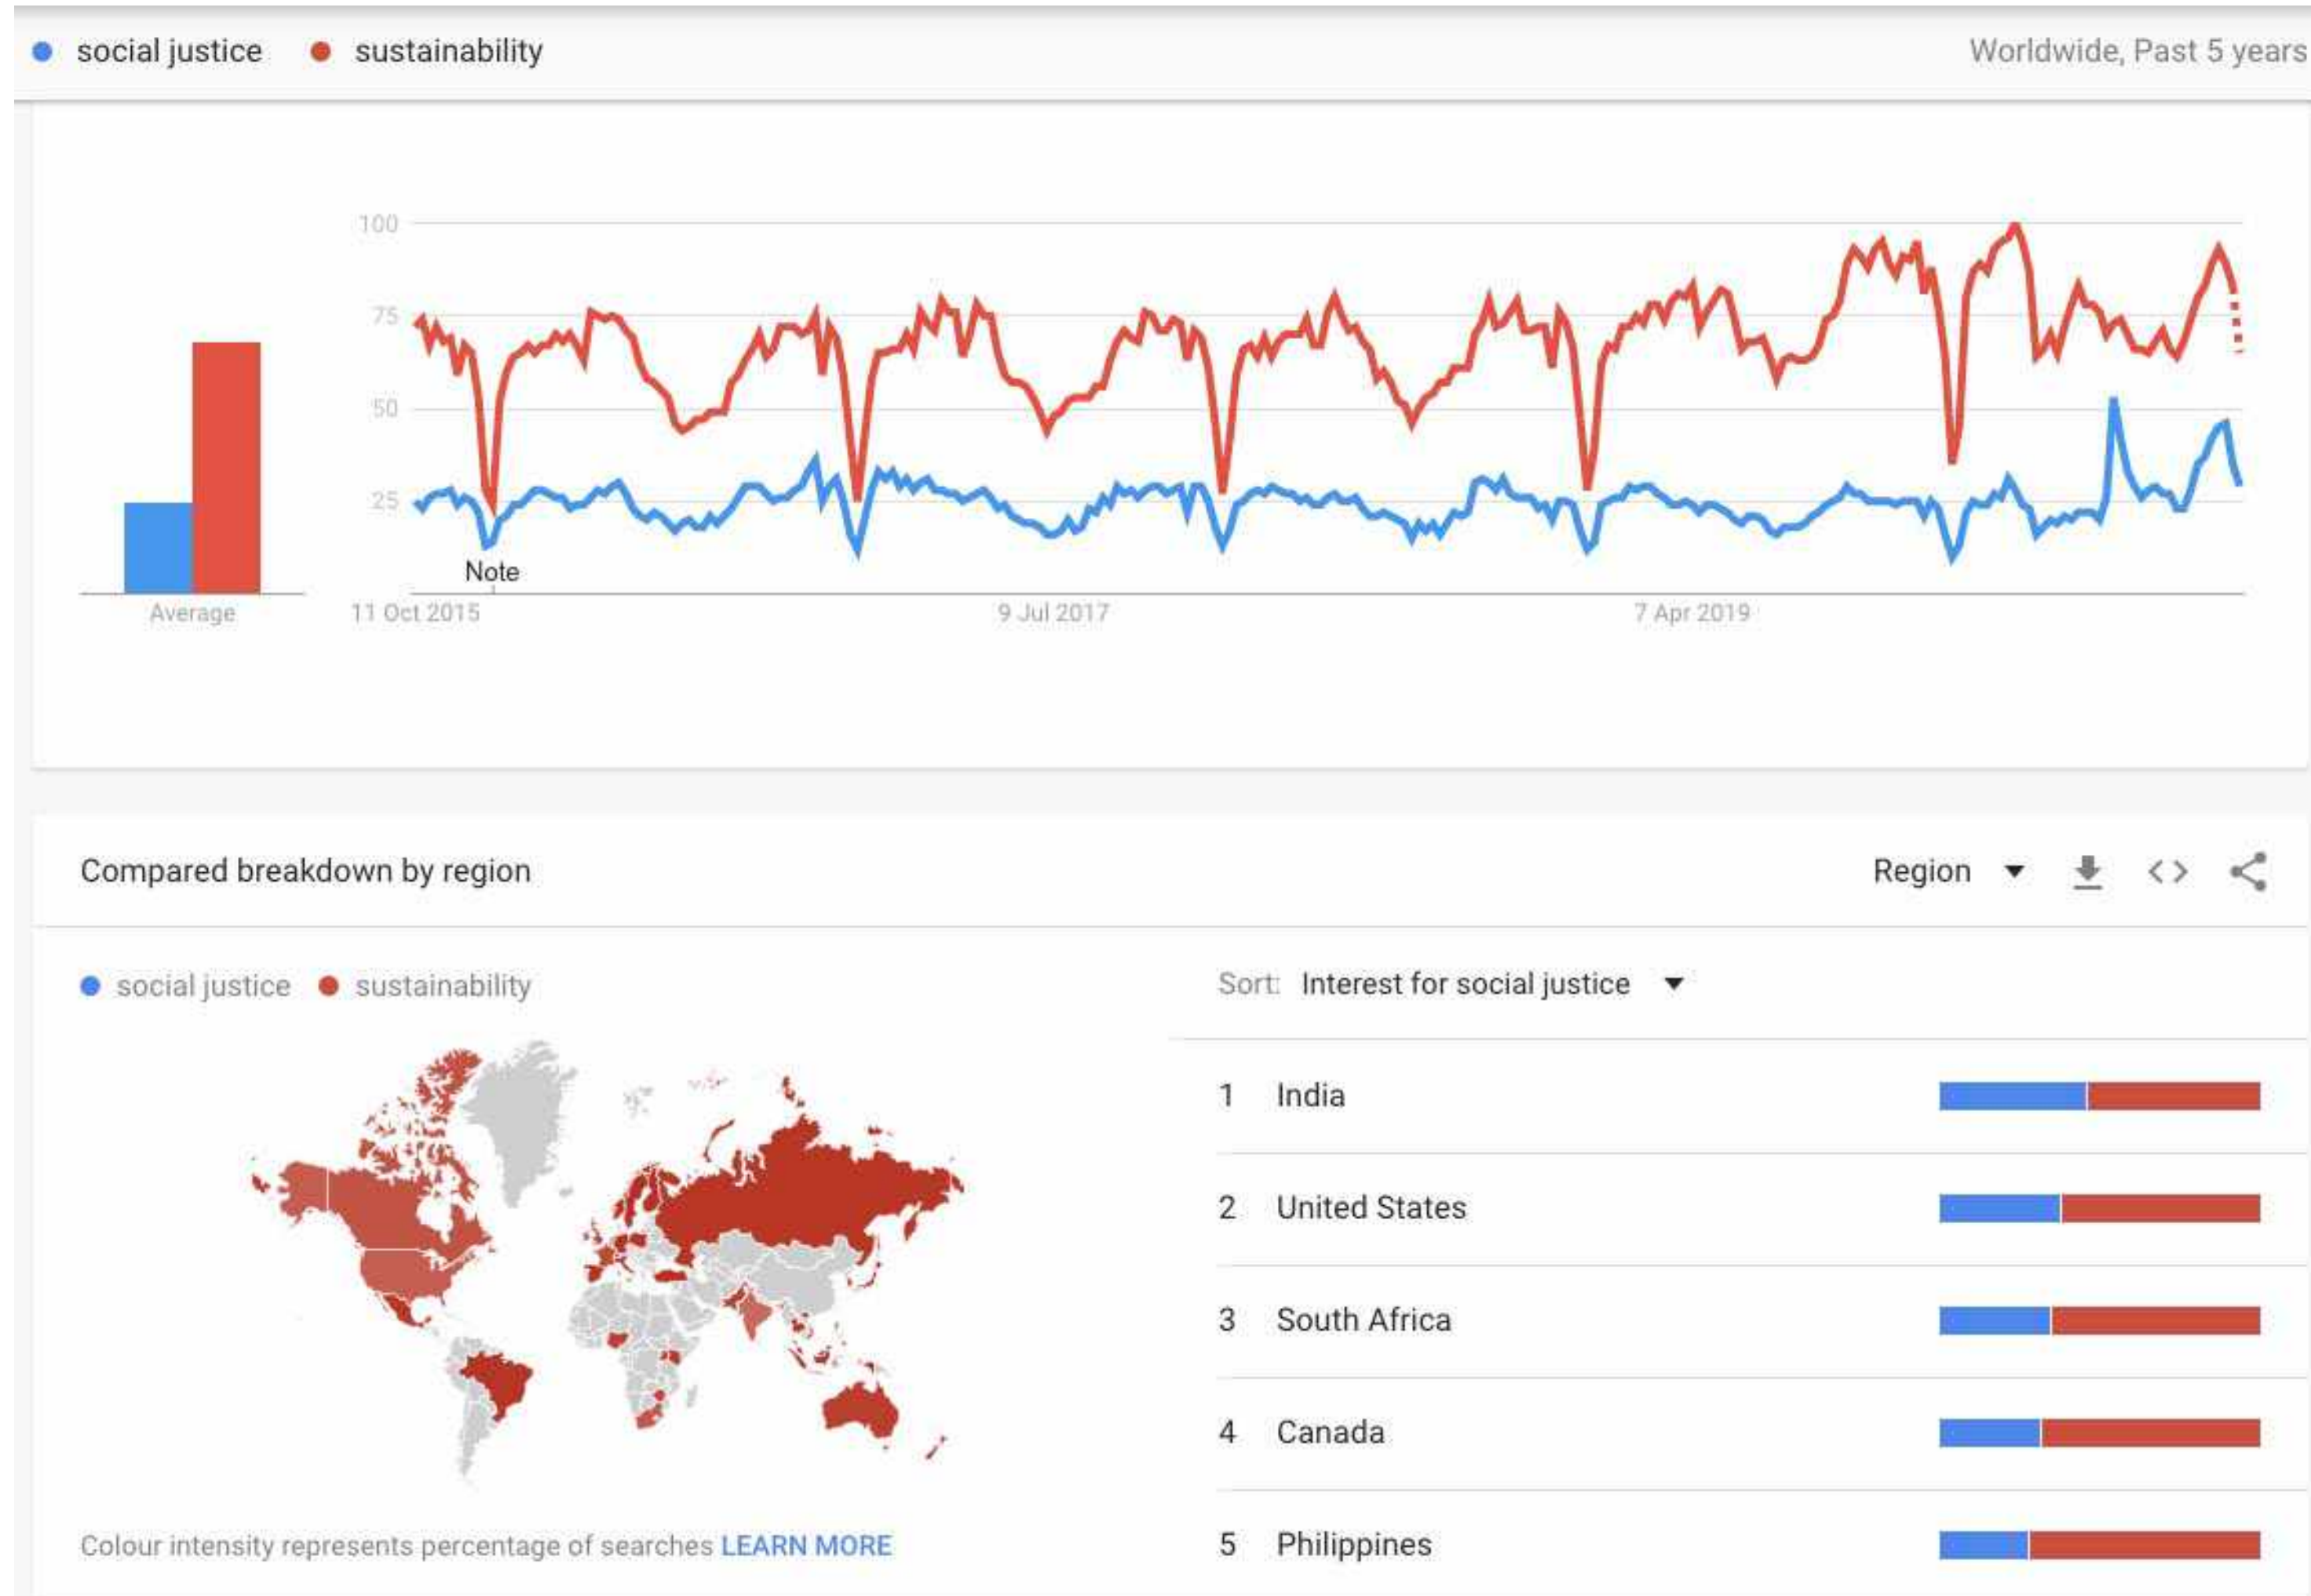 social justice sustainability Worldwide, Past 5 years
100
75
50
25
Note
Average 11 Oct 2015 9 Jul 2017 7 Apr 2019
Compared breakdown by region Region
social justice sustainability Sort: Interest for social justice
1 India
2 United States
3 South Africa
4 Canada
Colour intensity represents percentage of searches LEARN MORE 5 Philippines